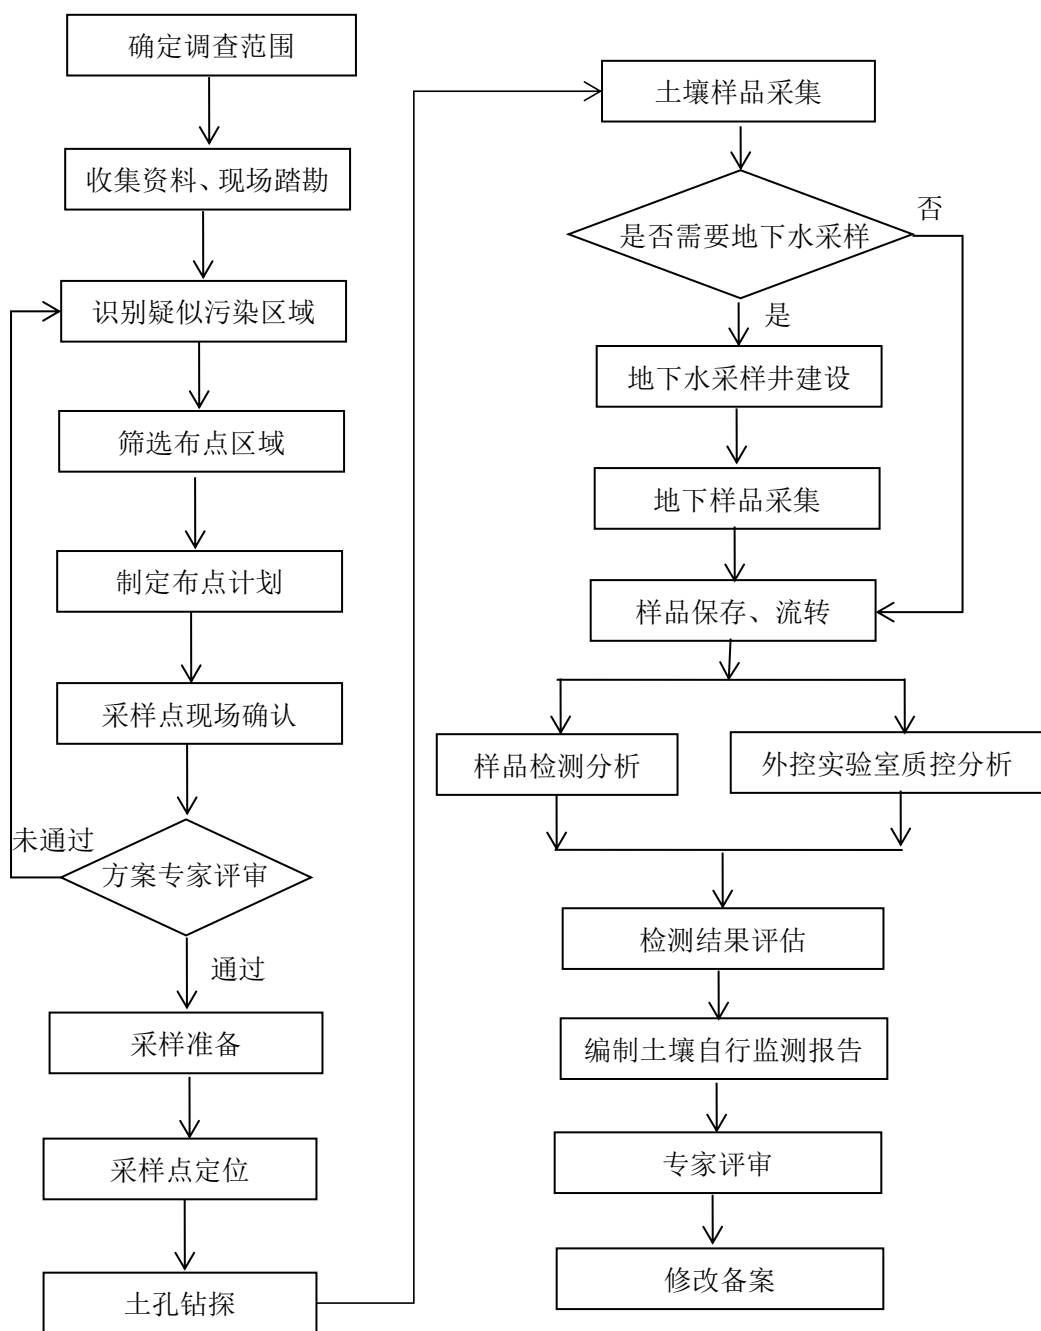 确定调查范围
收集资料、现场踏勘
识别疑似污染区域
筛选布点区域
制定布点计划
采样点现场确认
未通过
方案专家评审
通过
采样准备
采样点定位
土孔钻探
土壤样品采集
否
是否需要地下水采样
是
地下水采样井建设
地下样品采集
样品保存、流转
样品检测分析
外控实验室质控分析
检测结果评估
编制土壤自行监测报告
专家评审
修改备案